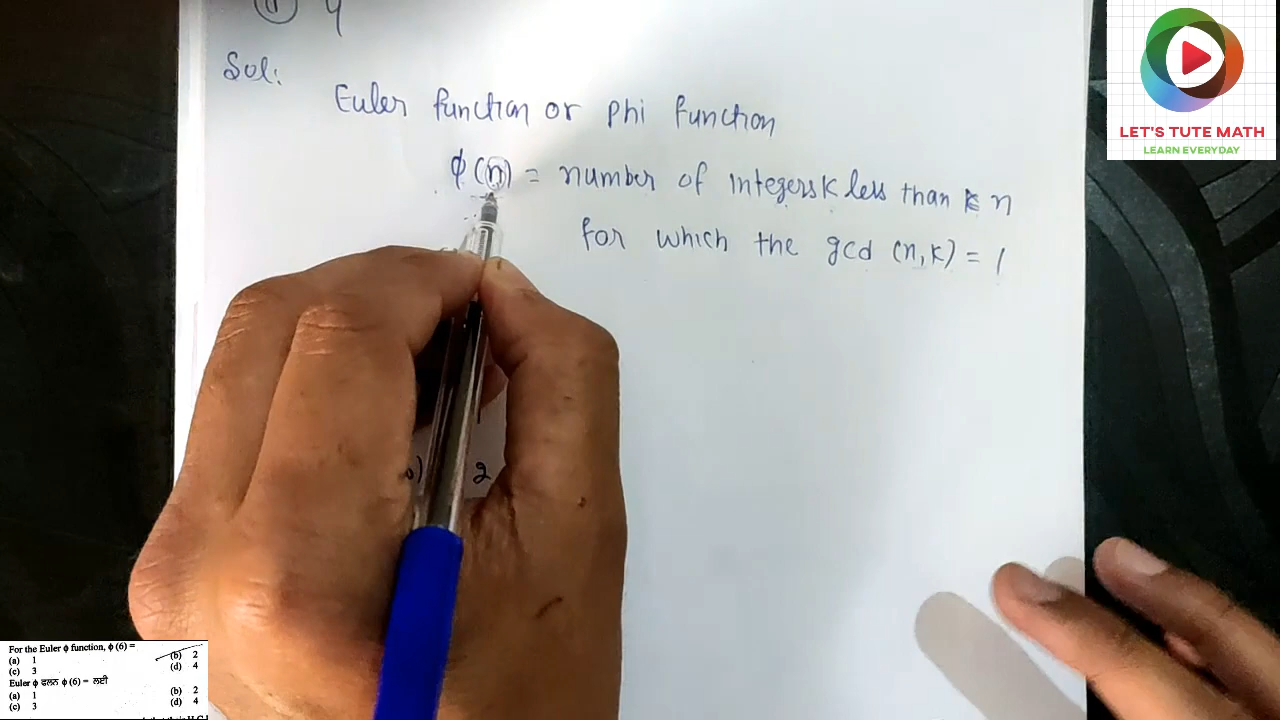 (d) 4
Sol:
Euler function or Phi function
ϕ(n) = number of integers k less than n
for which the gcd (n,k) = 1
2
LET'S TUTE MATH
LEARN EVERYDAY
For the Euler ϕ function, ϕ (6) =
(a) 1 (b) 2
(c) 3 (d) 4
Euler ϕ ਫਲਨ ϕ (6) = ਲਈ
(a) 1 (b) 2
(c) 3 (d) 4